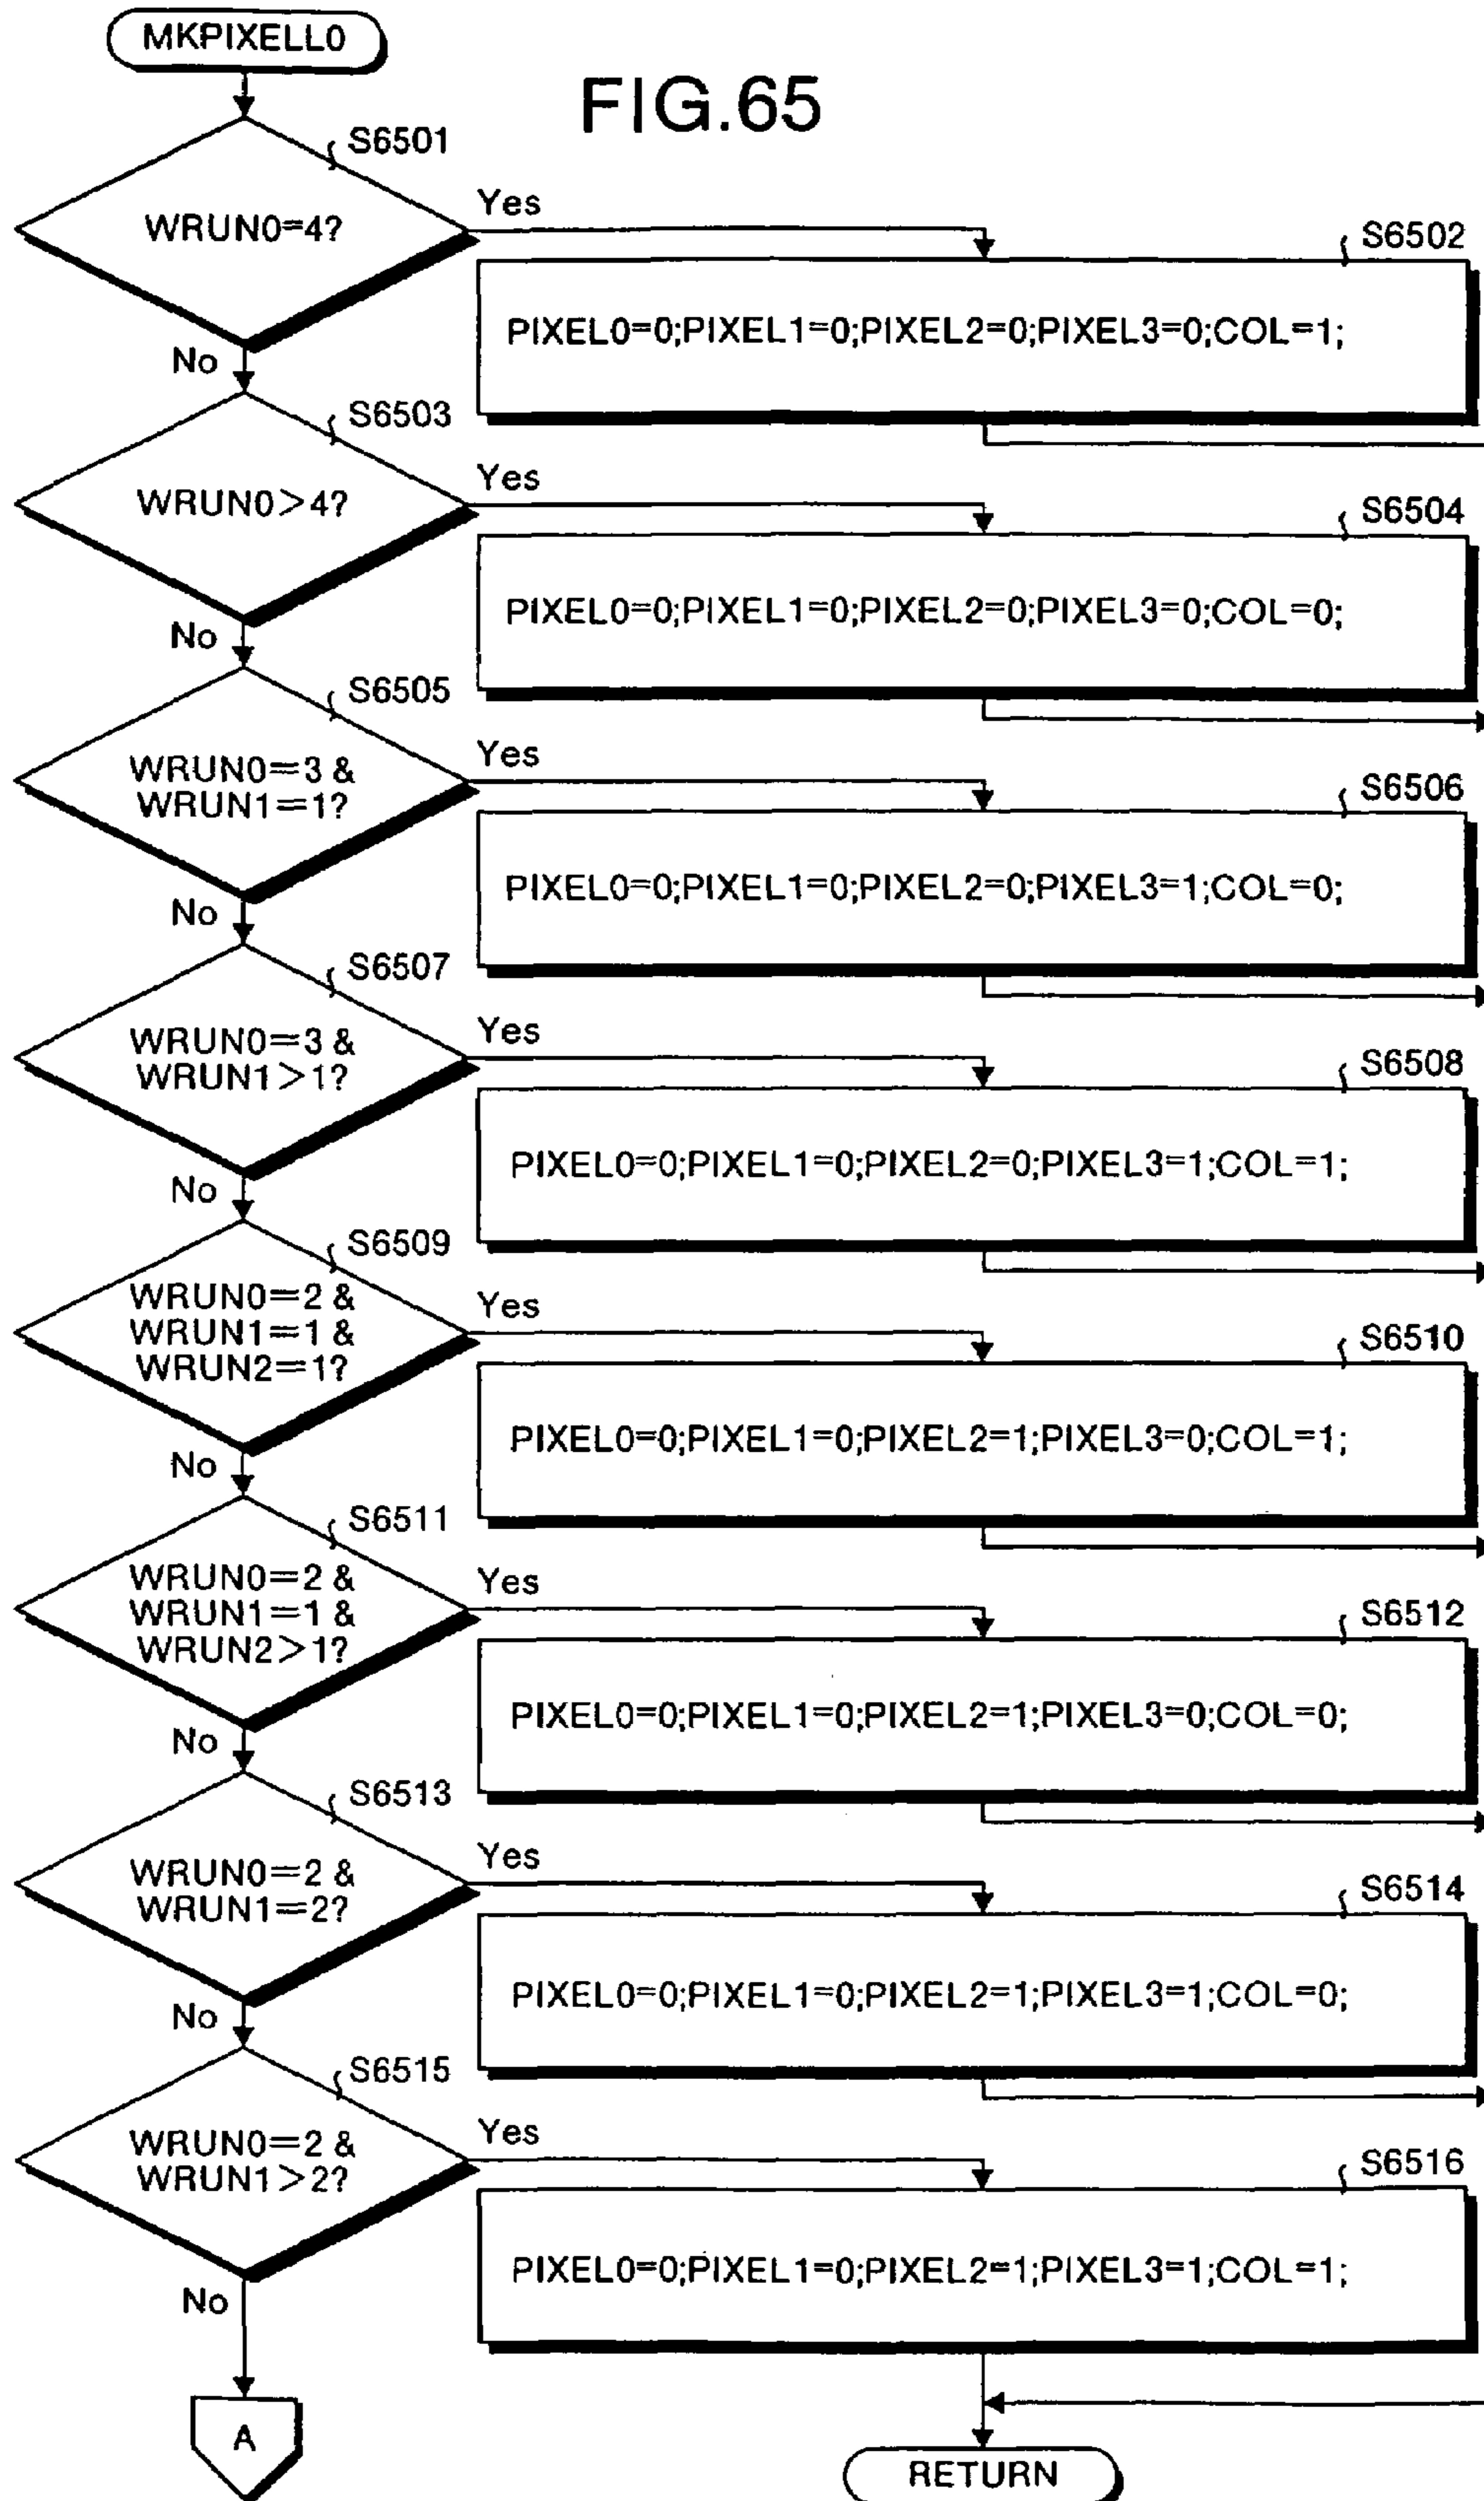 MKPIXELL0
FIG.65
S6501
WRUN0=4?
Yes
S6502
PIXEL0=0;PIXEL1=0;PIXEL2=0;PIXEL3=0;COL=1;
No
S6503
WRUN0>4?
Yes
S6504
PIXEL0=0;PIXEL1=0;PIXEL2=0;PIXEL3=0;COL=0;
No
S6505
WRUN0=3 &
WRUN1=1?
Yes
S6506
PIXEL0=0;PIXEL1=0;PIXEL2=0;PIXEL3=1;COL=0;
No
S6507
WRUN0=3 &
WRUN1>1?
Yes
S6508
PIXEL0=0;PIXEL1=0;PIXEL2=0;PIXEL3=1;COL=1;
No
S6509
WRUN0=2 &
WRUN1=1 &
WRUN2=1?
Yes
S6510
PIXEL0=0;PIXEL1=0;PIXEL2=1;PIXEL3=0;COL=1;
No
S6511
WRUN0=2 &
WRUN1=1 &
WRUN2>1?
Yes
S6512
PIXEL0=0;PIXEL1=0;PIXEL2=1;PIXEL3=0;COL=0;
No
S6513
WRUN0=2 &
WRUN1=2?
Yes
S6514
PIXEL0=0;PIXEL1=0;PIXEL2=1;PIXEL3=1;COL=0;
No
S6515
WRUN0=2 &
WRUN1>2?
Yes
S6516
PIXEL0=0;PIXEL1=0;PIXEL2=1;PIXEL3=1;COL=1;
No
A
RETURN